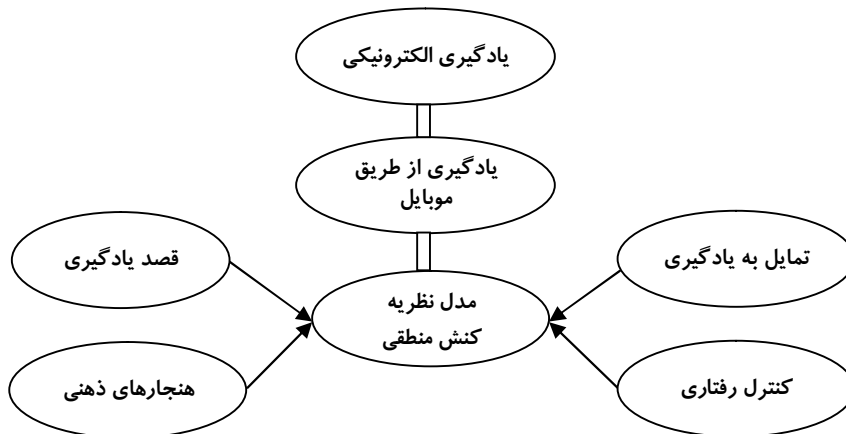 یادگیری الکترونیکی
یادگیری از طریق
موبایل
تمایل به یادگیری
قصد یادگیری
مدل نظریه
کنش منطقی
کنترل رفتاری
هنجارهای ذهنی